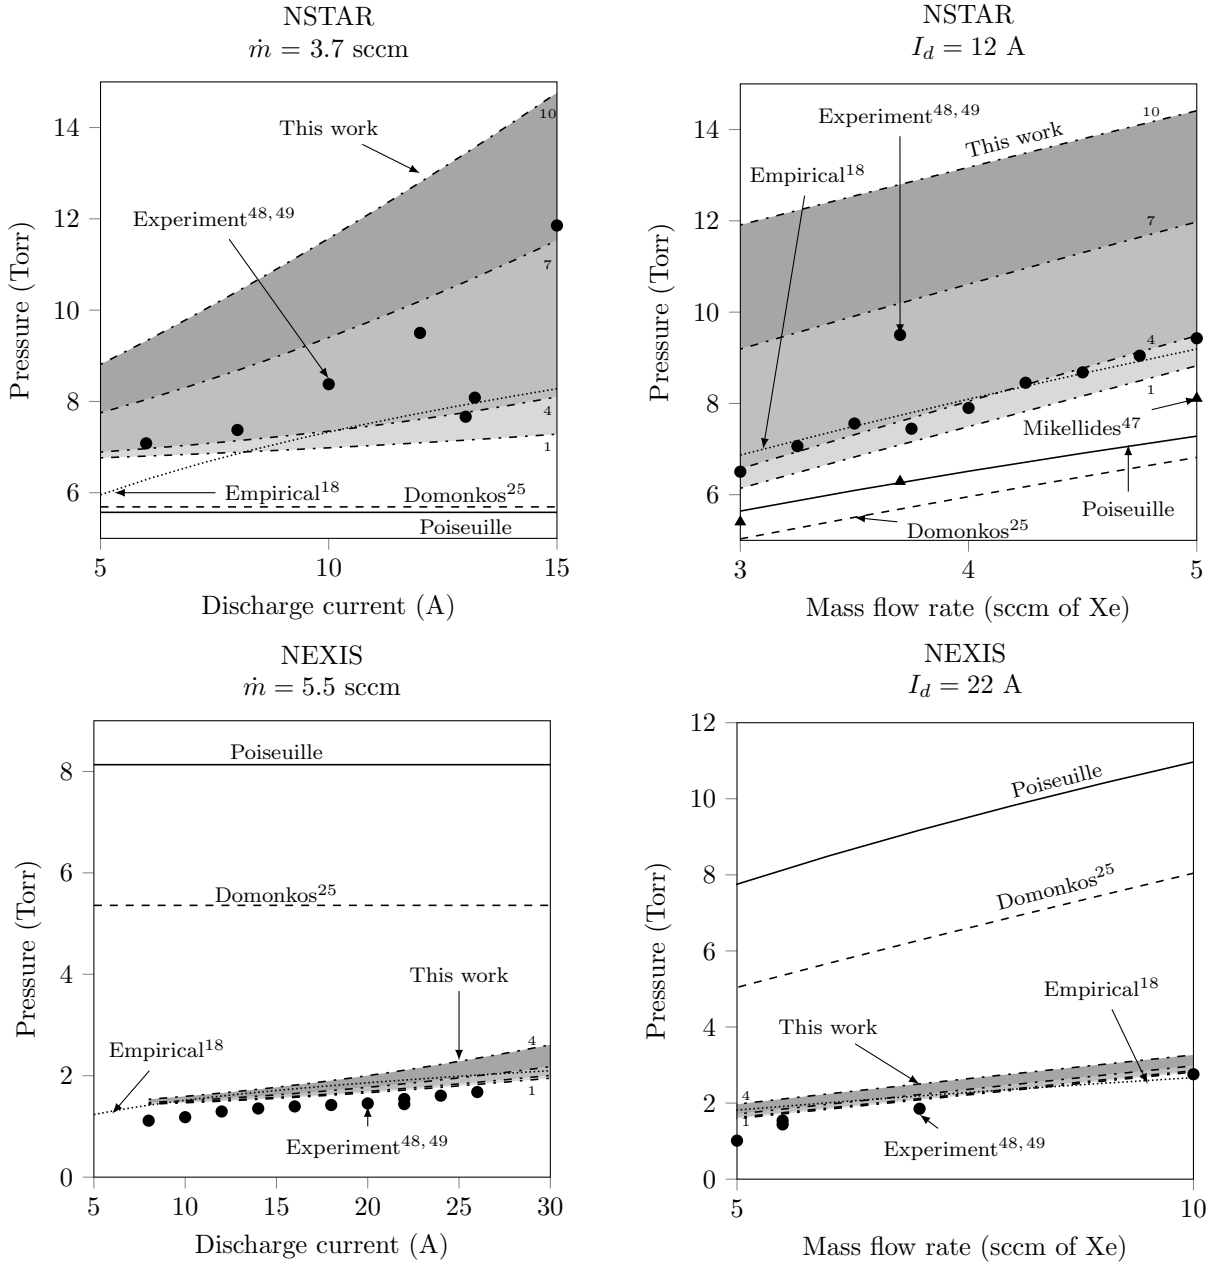 NSTAR
ṁ = 3.7 sccm
Pressure (Torr)
14
12
10
8
6
5
10
15
Discharge current (A)
This work
Experiment48, 49
Empirical18
Domonkos25
Poiseuille
10
7
4
1
NSTAR
Id = 12 A
Pressure (Torr)
14
12
10
8
6
3
4
5
Mass flow rate (sccm of Xe)
Experiment48, 49
This work
Empirical18
Mikellides47
Poiseuille
Domonkos25
10
7
4
1
NEXIS
ṁ = 5.5 sccm
Pressure (Torr)
8
6
4
2
0
5
10
15
20
25
30
Discharge current (A)
Poiseuille
Domonkos25
This work
Empirical18
Experiment48, 49
4
1
NEXIS
Id = 22 A
Pressure (Torr)
12
10
8
6
4
2
0
5
10
Mass flow rate (sccm of Xe)
Poiseuille
Domonkos25
Empirical18
This work
Experiment48, 49
4
1